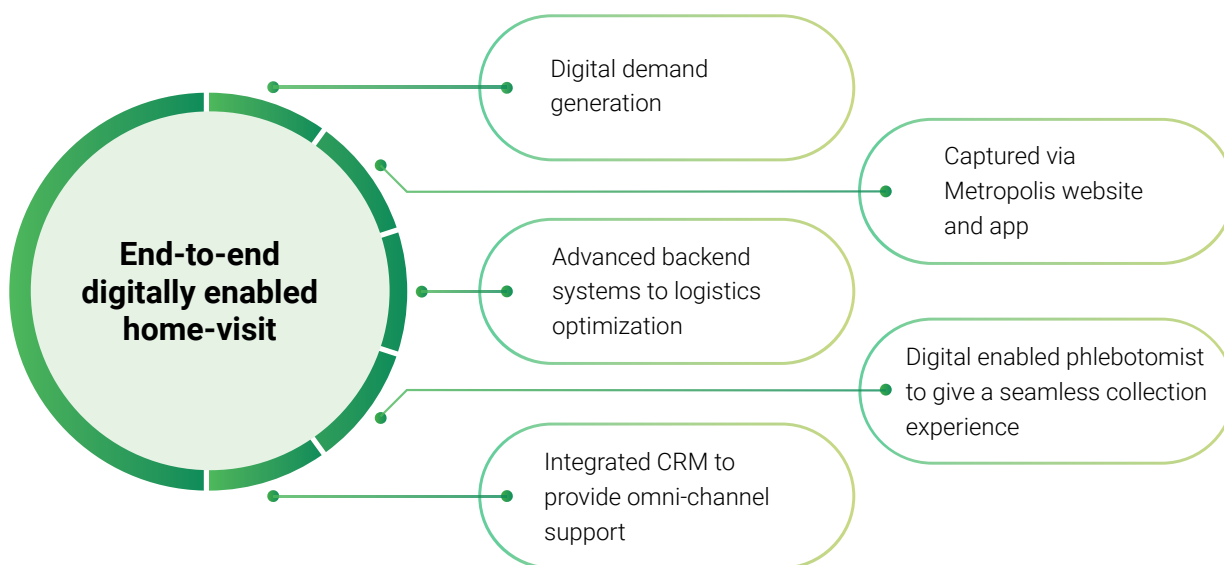 End-to-end
digitally enabled
home-visit
Digital demand
generation
Captured via
Metropolis website
and app
Advanced backend
systems to logistics
optimization
Digital enabled phlebotomist
to give a seamless collection
experience
Integrated CRM to
provide omni-channel
support